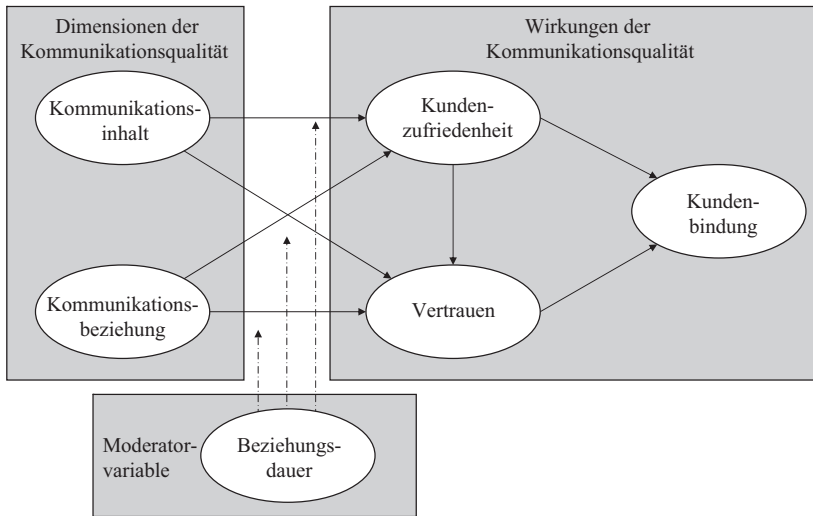 Dimensionen der
Kommunikationsqualität
Wirkungen der
Kommunikationsqualität
Kommunikations-
inhalt
Kunden-
zufriedenheit
Kunden-
bindung
Kommunikations-
beziehung
Vertrauen
Moderator-
variable
Beziehungs-
dauer